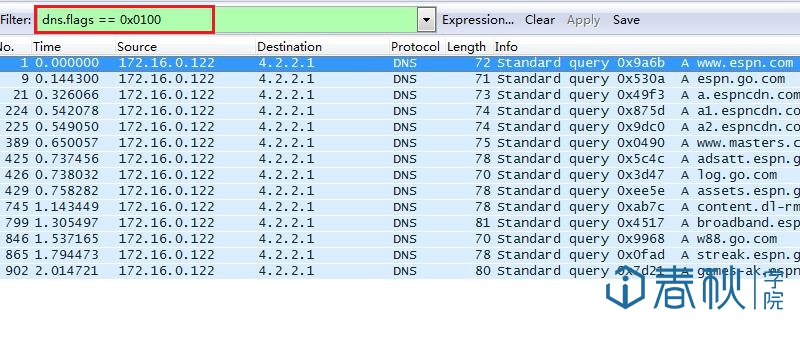 Filter: dns.flags == 0x0100 Expression... Clear Apply Save
No. Time Source Destination Protocol Length Info
1 0.000000 172.16.0.122 4.2.2.1 DNS 72 Standard query 0x9a6b A www.espn.com
9 0.144300 172.16.0.122 4.2.2.1 DNS 71 Standard query 0x530a A espn.go.com
21 0.326066 172.16.0.122 4.2.2.1 DNS 73 Standard query 0x49f3 A a.espncdn.com
224 0.542078 172.16.0.122 4.2.2.1 DNS 74 Standard query 0x875d A a1.espncdn.com
225 0.549050 172.16.0.122 4.2.2.1 DNS 74 Standard query 0x9dc0 A a2.espncdn.com
389 0.650057 172.16.0.122 4.2.2.1 DNS 75 Standard query 0x0490 A www.masters.c
425 0.737456 172.16.0.122 4.2.2.1 DNS 78 Standard query 0x5c4c A adsatt.espn.g
426 0.738032 172.16.0.122 4.2.2.1 DNS 70 Standard query 0x3d47 A log.go.com
429 0.758282 172.16.0.122 4.2.2.1 DNS 78 Standard query 0xee5e A assets.espn.g
745 1.143449 172.16.0.122 4.2.2.1 DNS 78 Standard query 0xab7c A content.dl-rm
799 1.305497 172.16.0.122 4.2.2.1 DNS 81 Standard query 0x4517 A broadband.esp
846 1.537165 172.16.0.122 4.2.2.1 DNS 70 Standard query 0x9968 A w88.go.com
865 1.794473 172.16.0.122 4.2.2.1 DNS 78 Standard query 0x0fad A streak.espn.g
902 2.014721 172.16.0.122 4.2.2.1 DNS 80 Standard query 0x7d21 A games-ak.espn
春秋学院